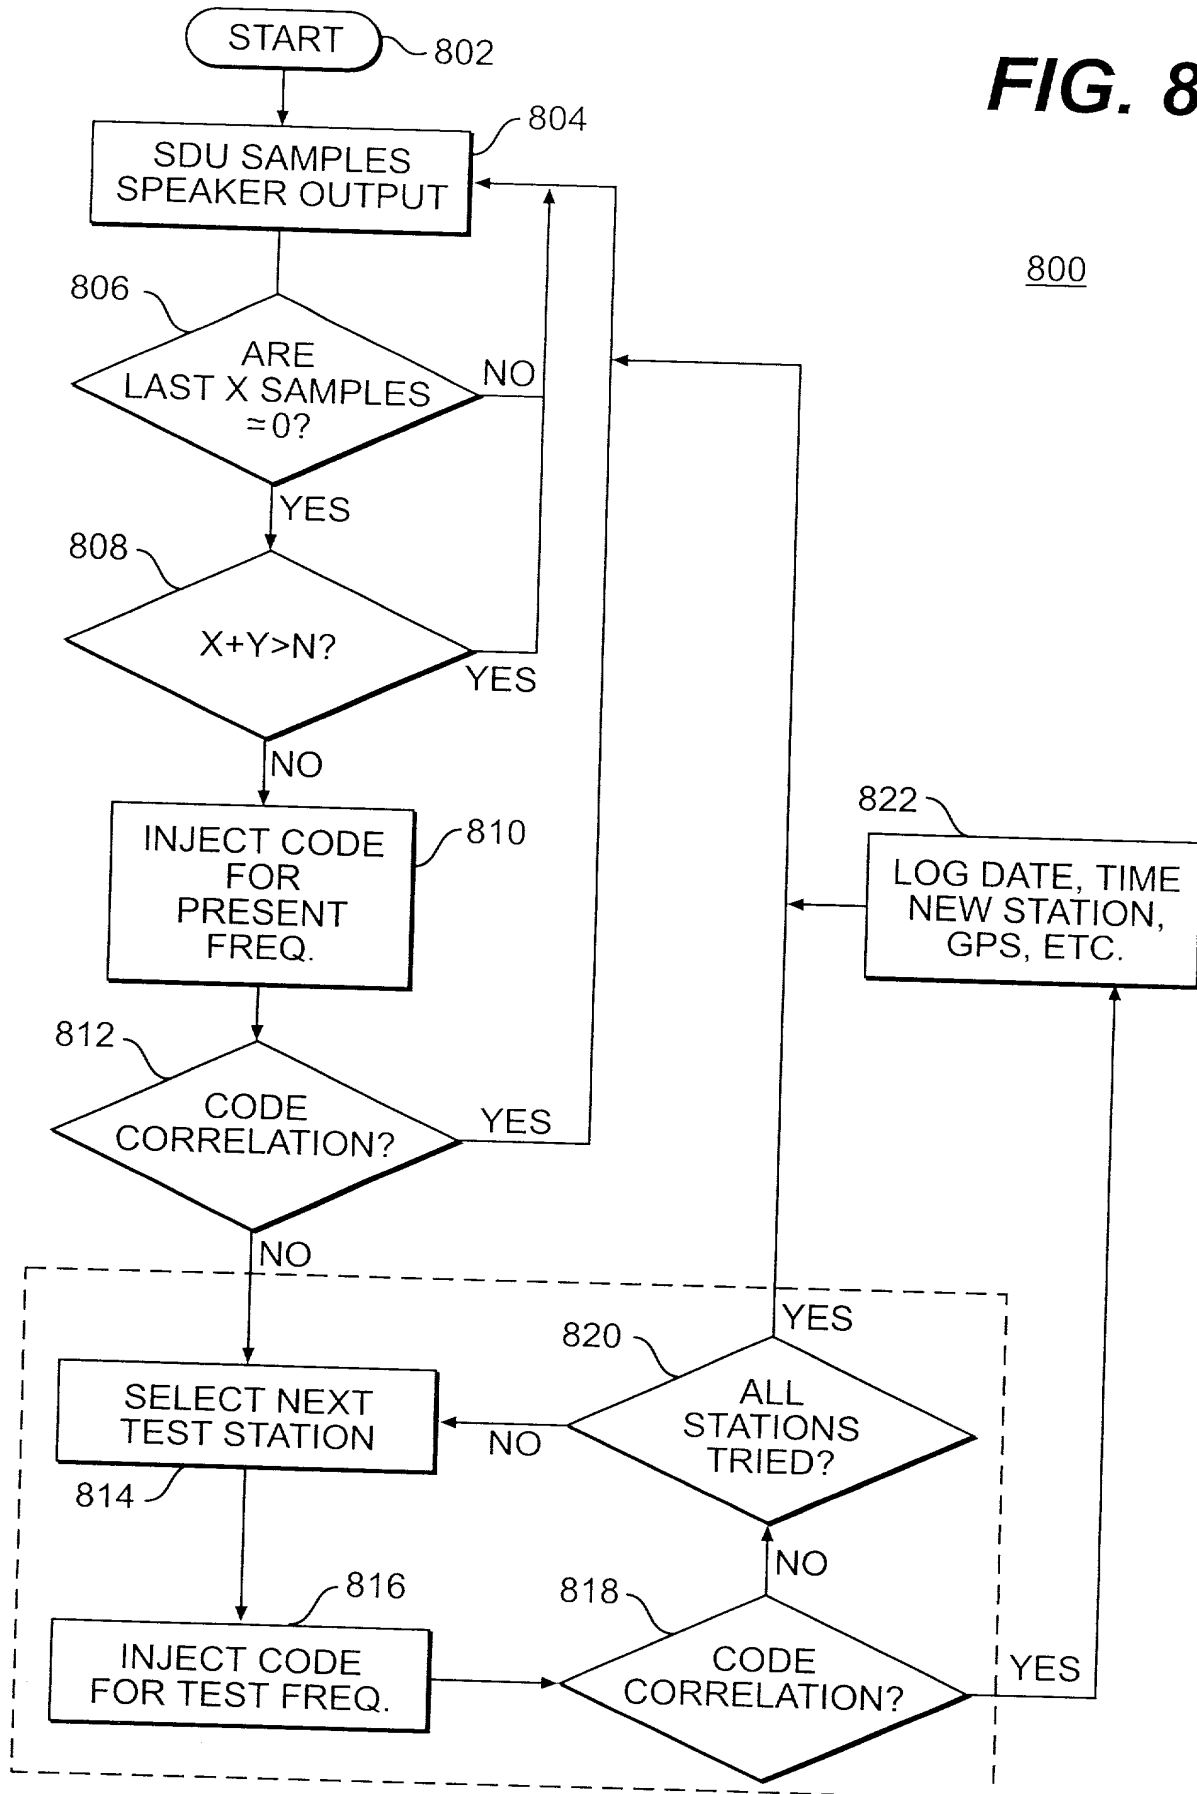 START
802
FIG. 8
804
SDU SAMPLES
SPEAKER OUTPUT
800
806
ARE
LAST X SAMPLES
=0?
NO
YES
808
X+Y>N?
YES
NO
810
INJECT CODE
FOR
PRESENT
FREQ.
822
LOG DATE, TIME
NEW STATION,
GPS, ETC.
812
CODE
CORRELATION?
YES
NO
YES
820
ALL
STATIONS
TRIED?
NO
SELECT NEXT
TEST STATION
814
NO
816
818
INJECT CODE
FOR TEST FREQ.
CODE
CORRELATION?
YES